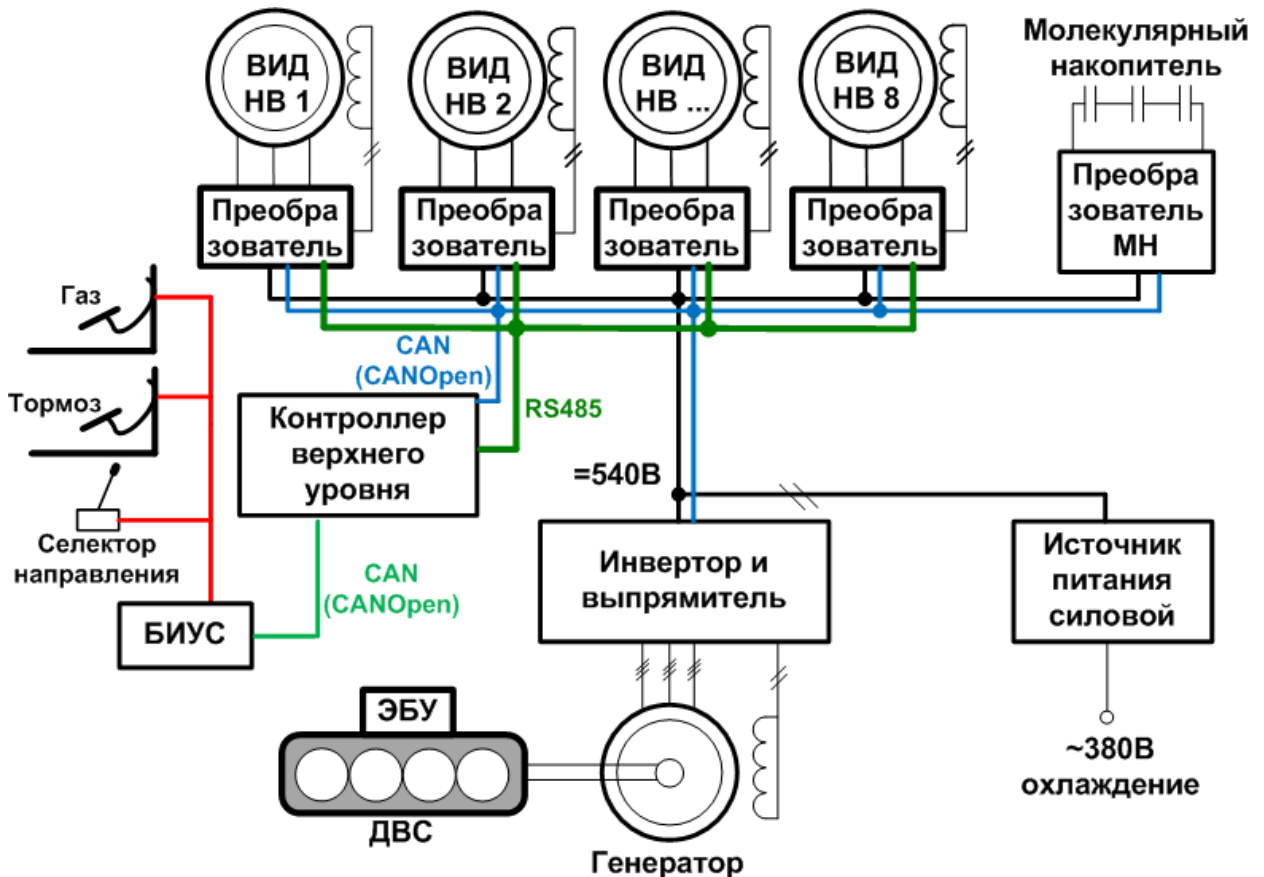 ВИД
НВ 1
ВИД
НВ 2
ВИД
НВ ...
ВИД
НВ 8
Молекулярный
накопитель
Преобра
зователь
Преобра
зователь
Преобра
зователь
Преобра
зователь
Преобра
зователь
МН
Газ
Тормоз
Селектор
направления
БИУС
CAN
(CANOpen)
RS485
Контроллер
верхнего
уровня
CAN
(CANOpen)
=540В
Инвертор и
выпрямитель
Источник
питания
силовой
~380В
охлаждение
ЭБУ
ДВС
Генератор